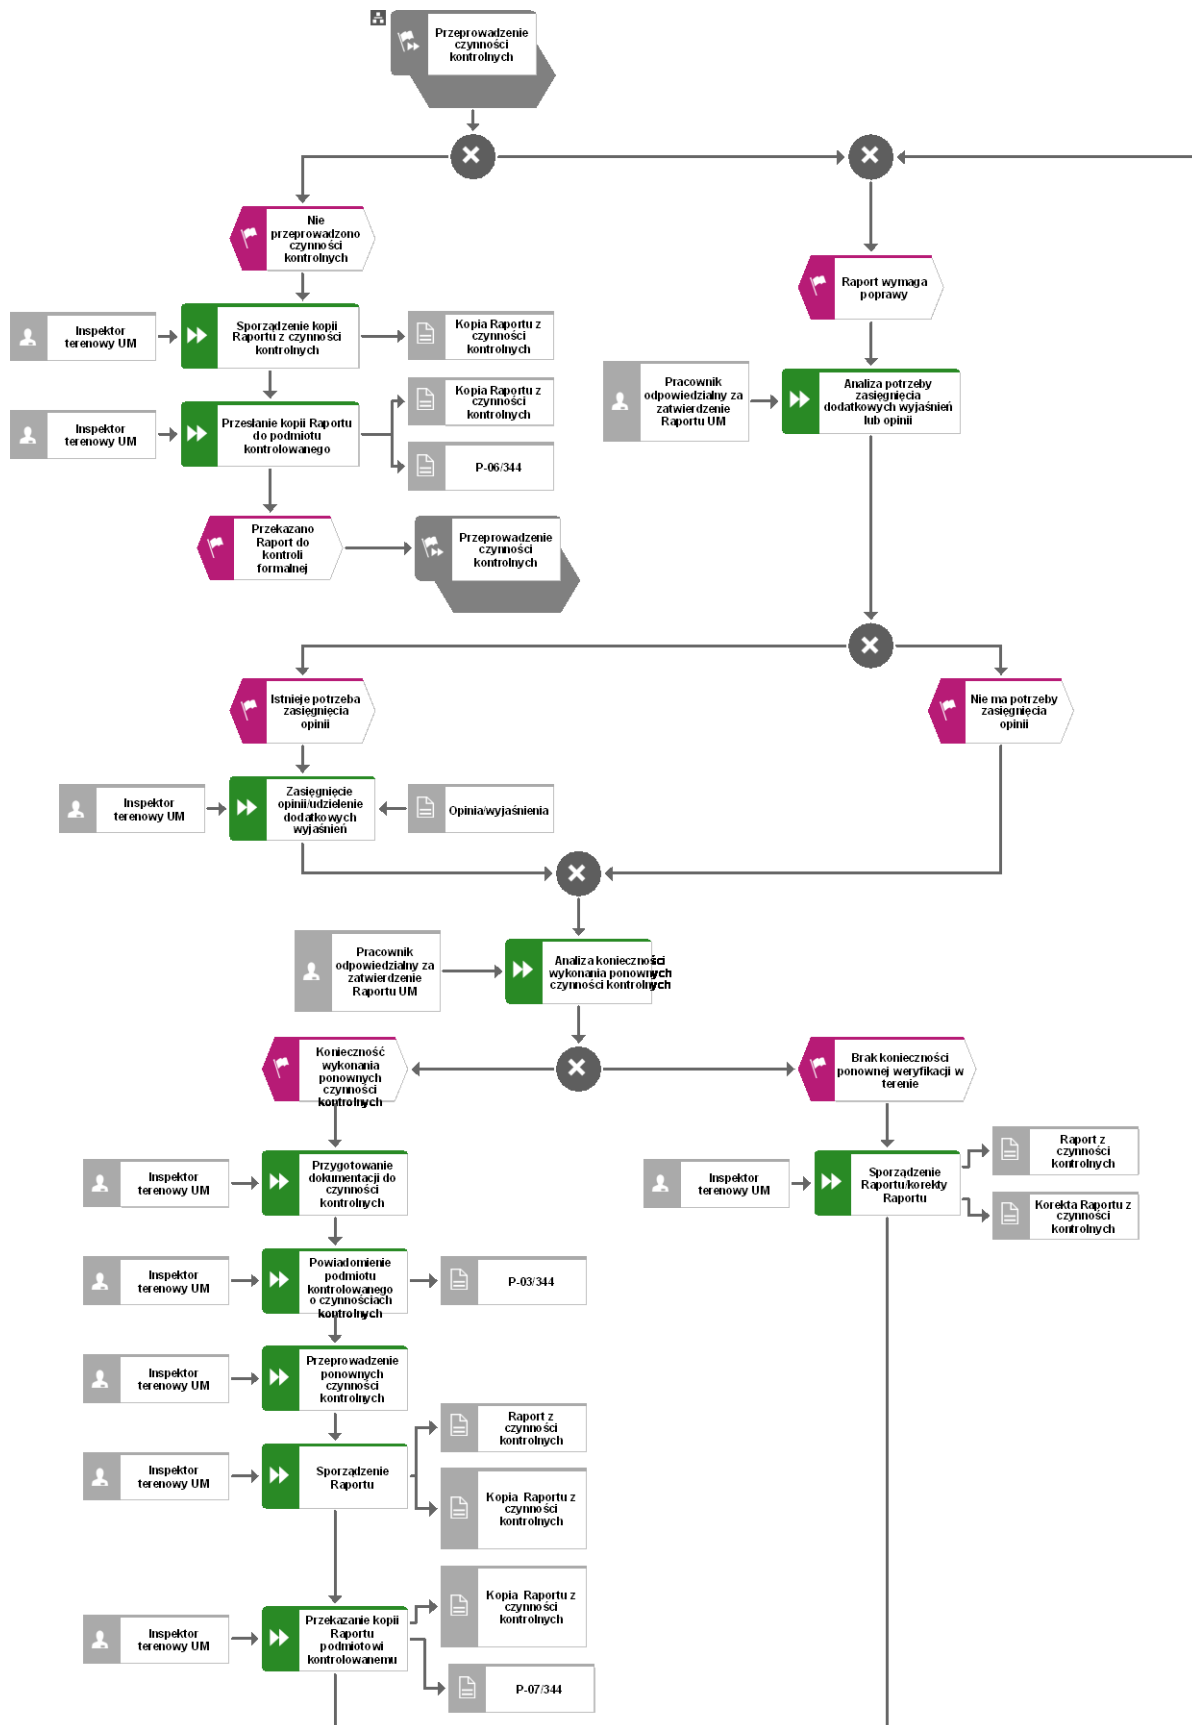 Przeprowadzenie
czynności
kontrolnych
Nie
przeprowadzono
czynności
kontrolnych
Raport wymaga
poprawy
Inspektor
terenowy UM
Sporządzenie kopii
Raportu z czynności
kontrolnych
Kopia Raportu z
czynności
kontrolnych
Pracownik
odpowiedzialny za
zatwierdzenie
Raportu UM
Analiza potrzeby
zasięgnięcia
dodatkowych wyjaśnień
lub opinii
Inspektor
terenowy UM
Przesłanie kopii Raportu
do podmiotu
kontrolowanego
Kopia Raportu z
czynności
kontrolnych
P-06/344
Przekazano
Raport do
kontroli
formalnej
Przeprowadzenie
czynności
kontrolnych
Istnieje potrzeba
zasięgnięcia
opinii
Nie ma potrzeby
zasięgnięcia
opinii
Inspektor
terenowy UM
Zasięgnięcie
opinii/udzielenie
dodatkowych
wyjaśnień
Opinia/wyjaśnienia
Pracownik
odpowiedzialny za
zatwierdzenie
Raportu UM
Analiza konieczności
wykonania ponownych
czynności kontrolnych
Konieczność
wykonania
ponownych
czynności
kontrolnych
Brak konieczności
ponownej weryfikacji w
terenie
Inspektor
terenowy UM
Przygotowanie
dokumentacji do
czynności
kontrolnych
Inspektor
terenowy UM
Sporządzenie
Raportu/korekty
Raportu
Raport z
czynności
kontrolnych
Korekta Raportu z
czynności
kontrolnych
Inspektor
terenowy UM
Powiadomienie
podmiotu
kontrolowanego
o czynnościach
kontrolnych
P-03/344
Inspektor
terenowy UM
Przeprowadzenie
ponownych
czynności
kontrolnych
Inspektor
terenowy UM
Sporządzenie
Raportu
Raport z
czynności
kontrolnych
Kopia Raportu z
czynności
kontrolnych
Inspektor
terenowy UM
Przekazanie kopii
Raportu
podmiotowi
kontrolowanemu
Kopia Raportu z
czynności
kontrolnych
P-07/344